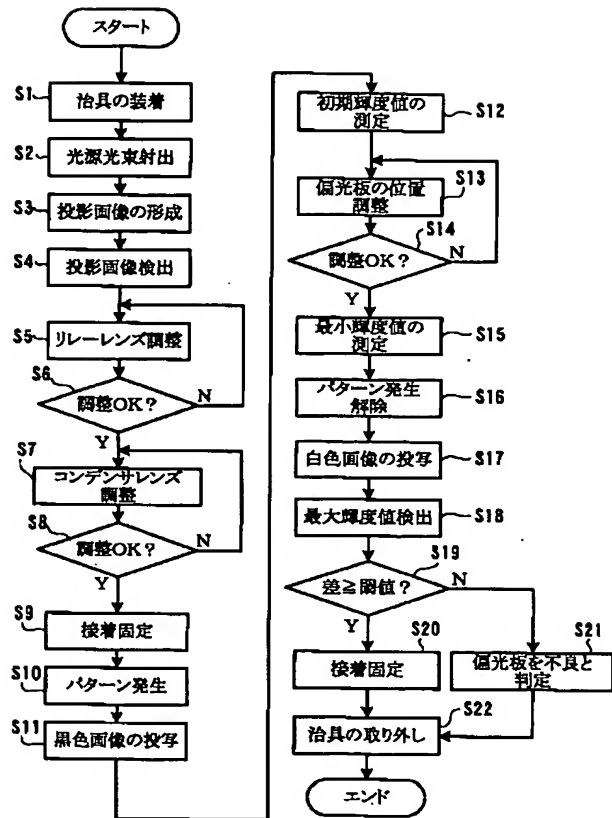 スタート
S1
治具の装着
S2
光源光束射出
S3
投影画像の形成
S4
投影画像検出
S5
リレーレンズ調整
S6
調整OK?
N
Y
S7
コンデンサレンズ
調整
S8
調整OK?
N
Y
S9
接着固定
S10
パターン発生
S11
黒色画像の投写
初期輝度値の
測定
S12
偏光板の位置
調整
S13
S14
調整OK?
N
Y
最小輝度値の
測定
S15
パターン発生
解除
S16
白色画像の投写
S17
最大輝度値検出
S18
S19
差≧閾値?
N
Y
S20
接着固定
S21
偏光板を不良と
判定
S22
治具の取り外し
エンド